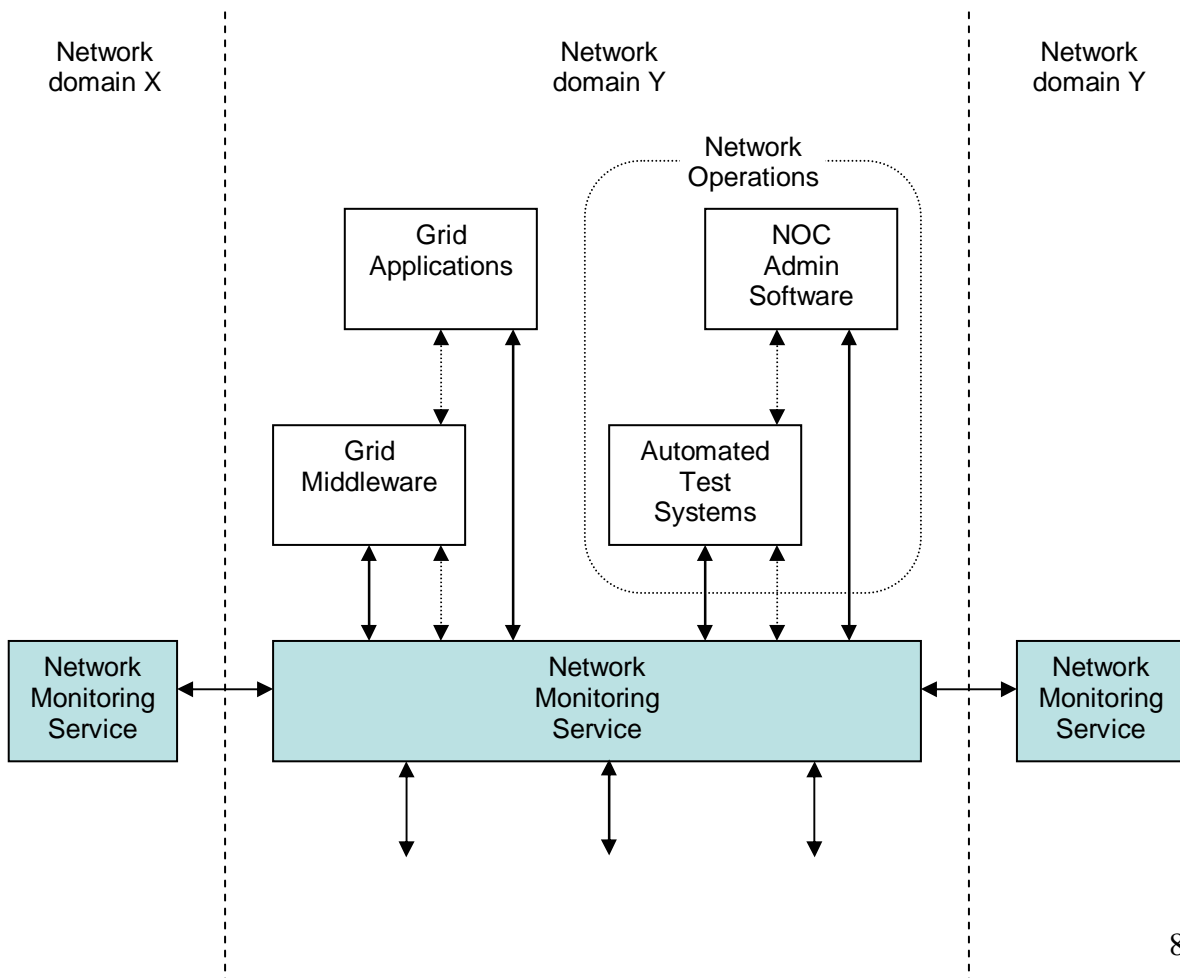 Network
domain X
Network
domain Y
Network
domain Y
Network
Operations
Grid
Applications
NOC
Admin
Software
Grid
Middleware
Automated
Test
Systems
Network
Monitoring
Service
Network
Monitoring
Service
Network
Monitoring
Service
8